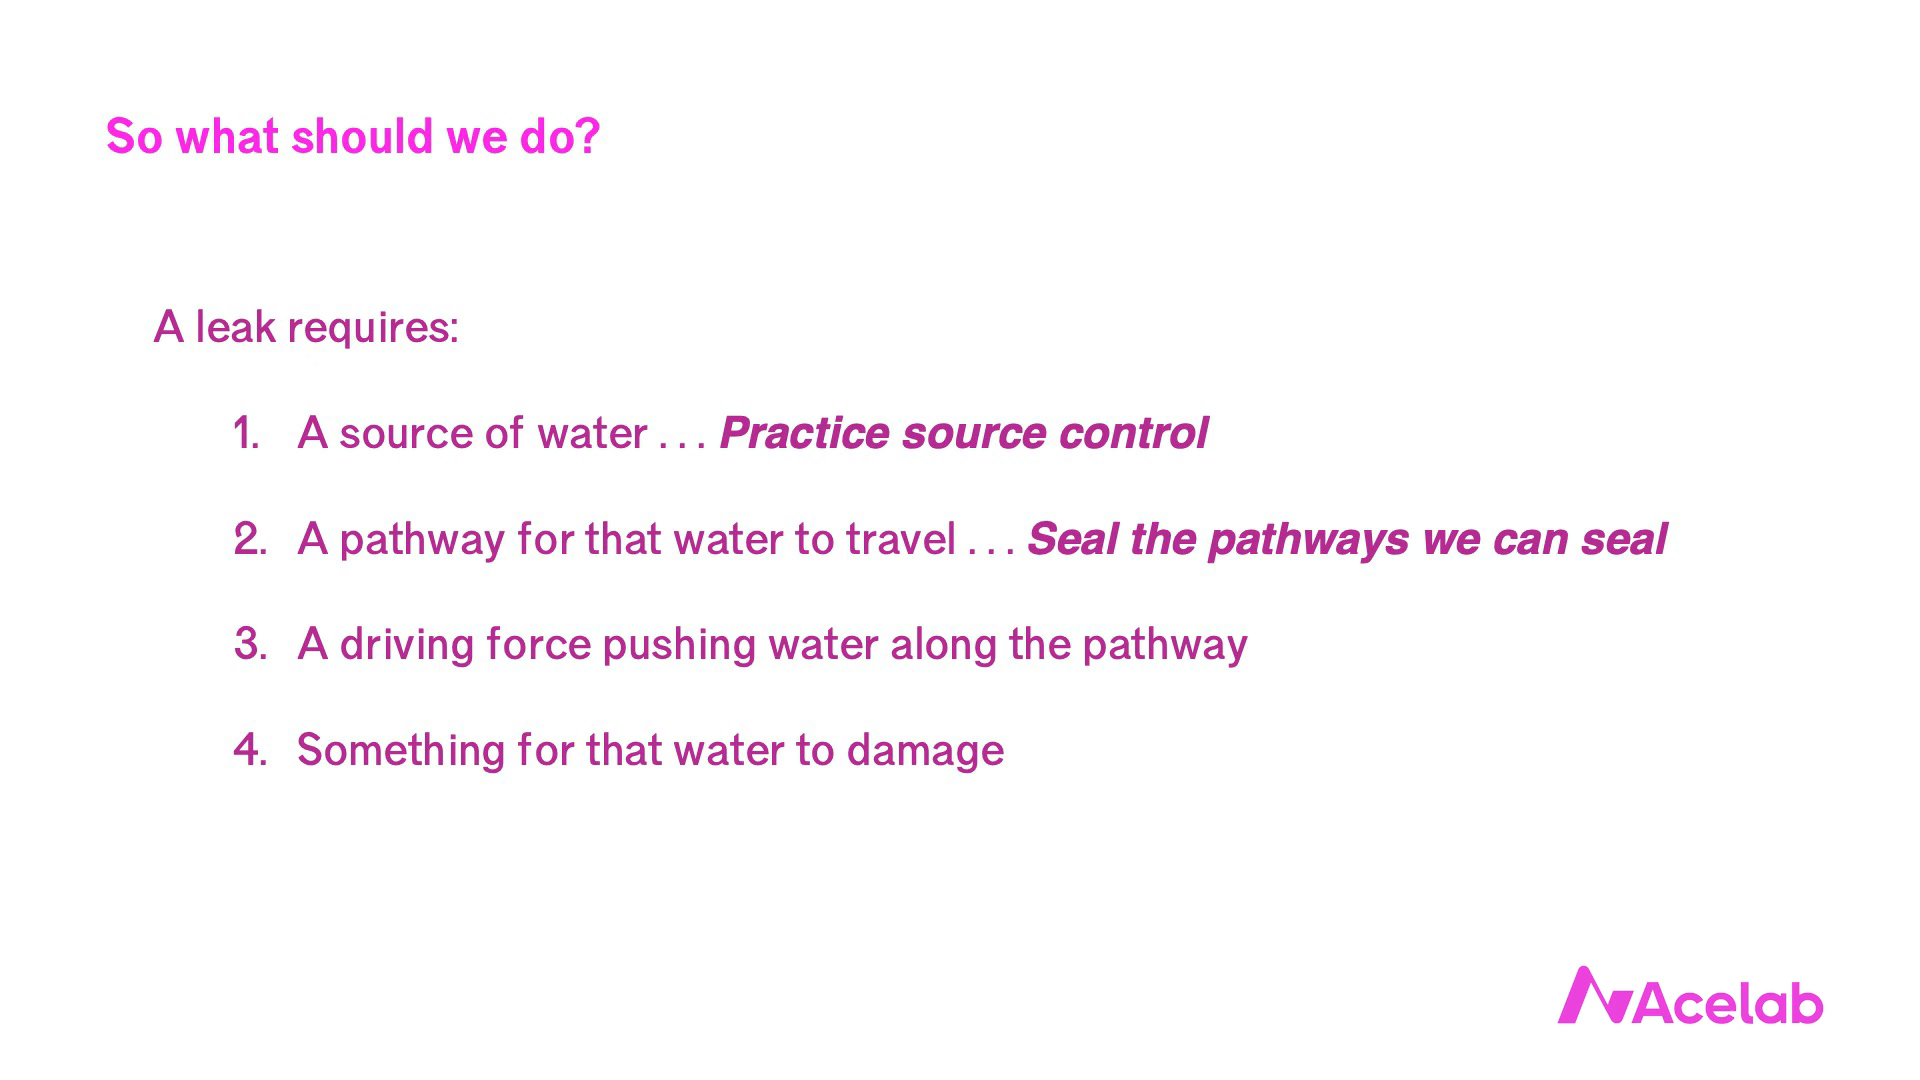 So what should we do?
A leak requires:
1. A source of water . . . Practice source control
2. A pathway for that water to travel . . . Seal the pathways we can seal
3. A driving force pushing water along the pathway
4. Something for that water to damage
Acelab